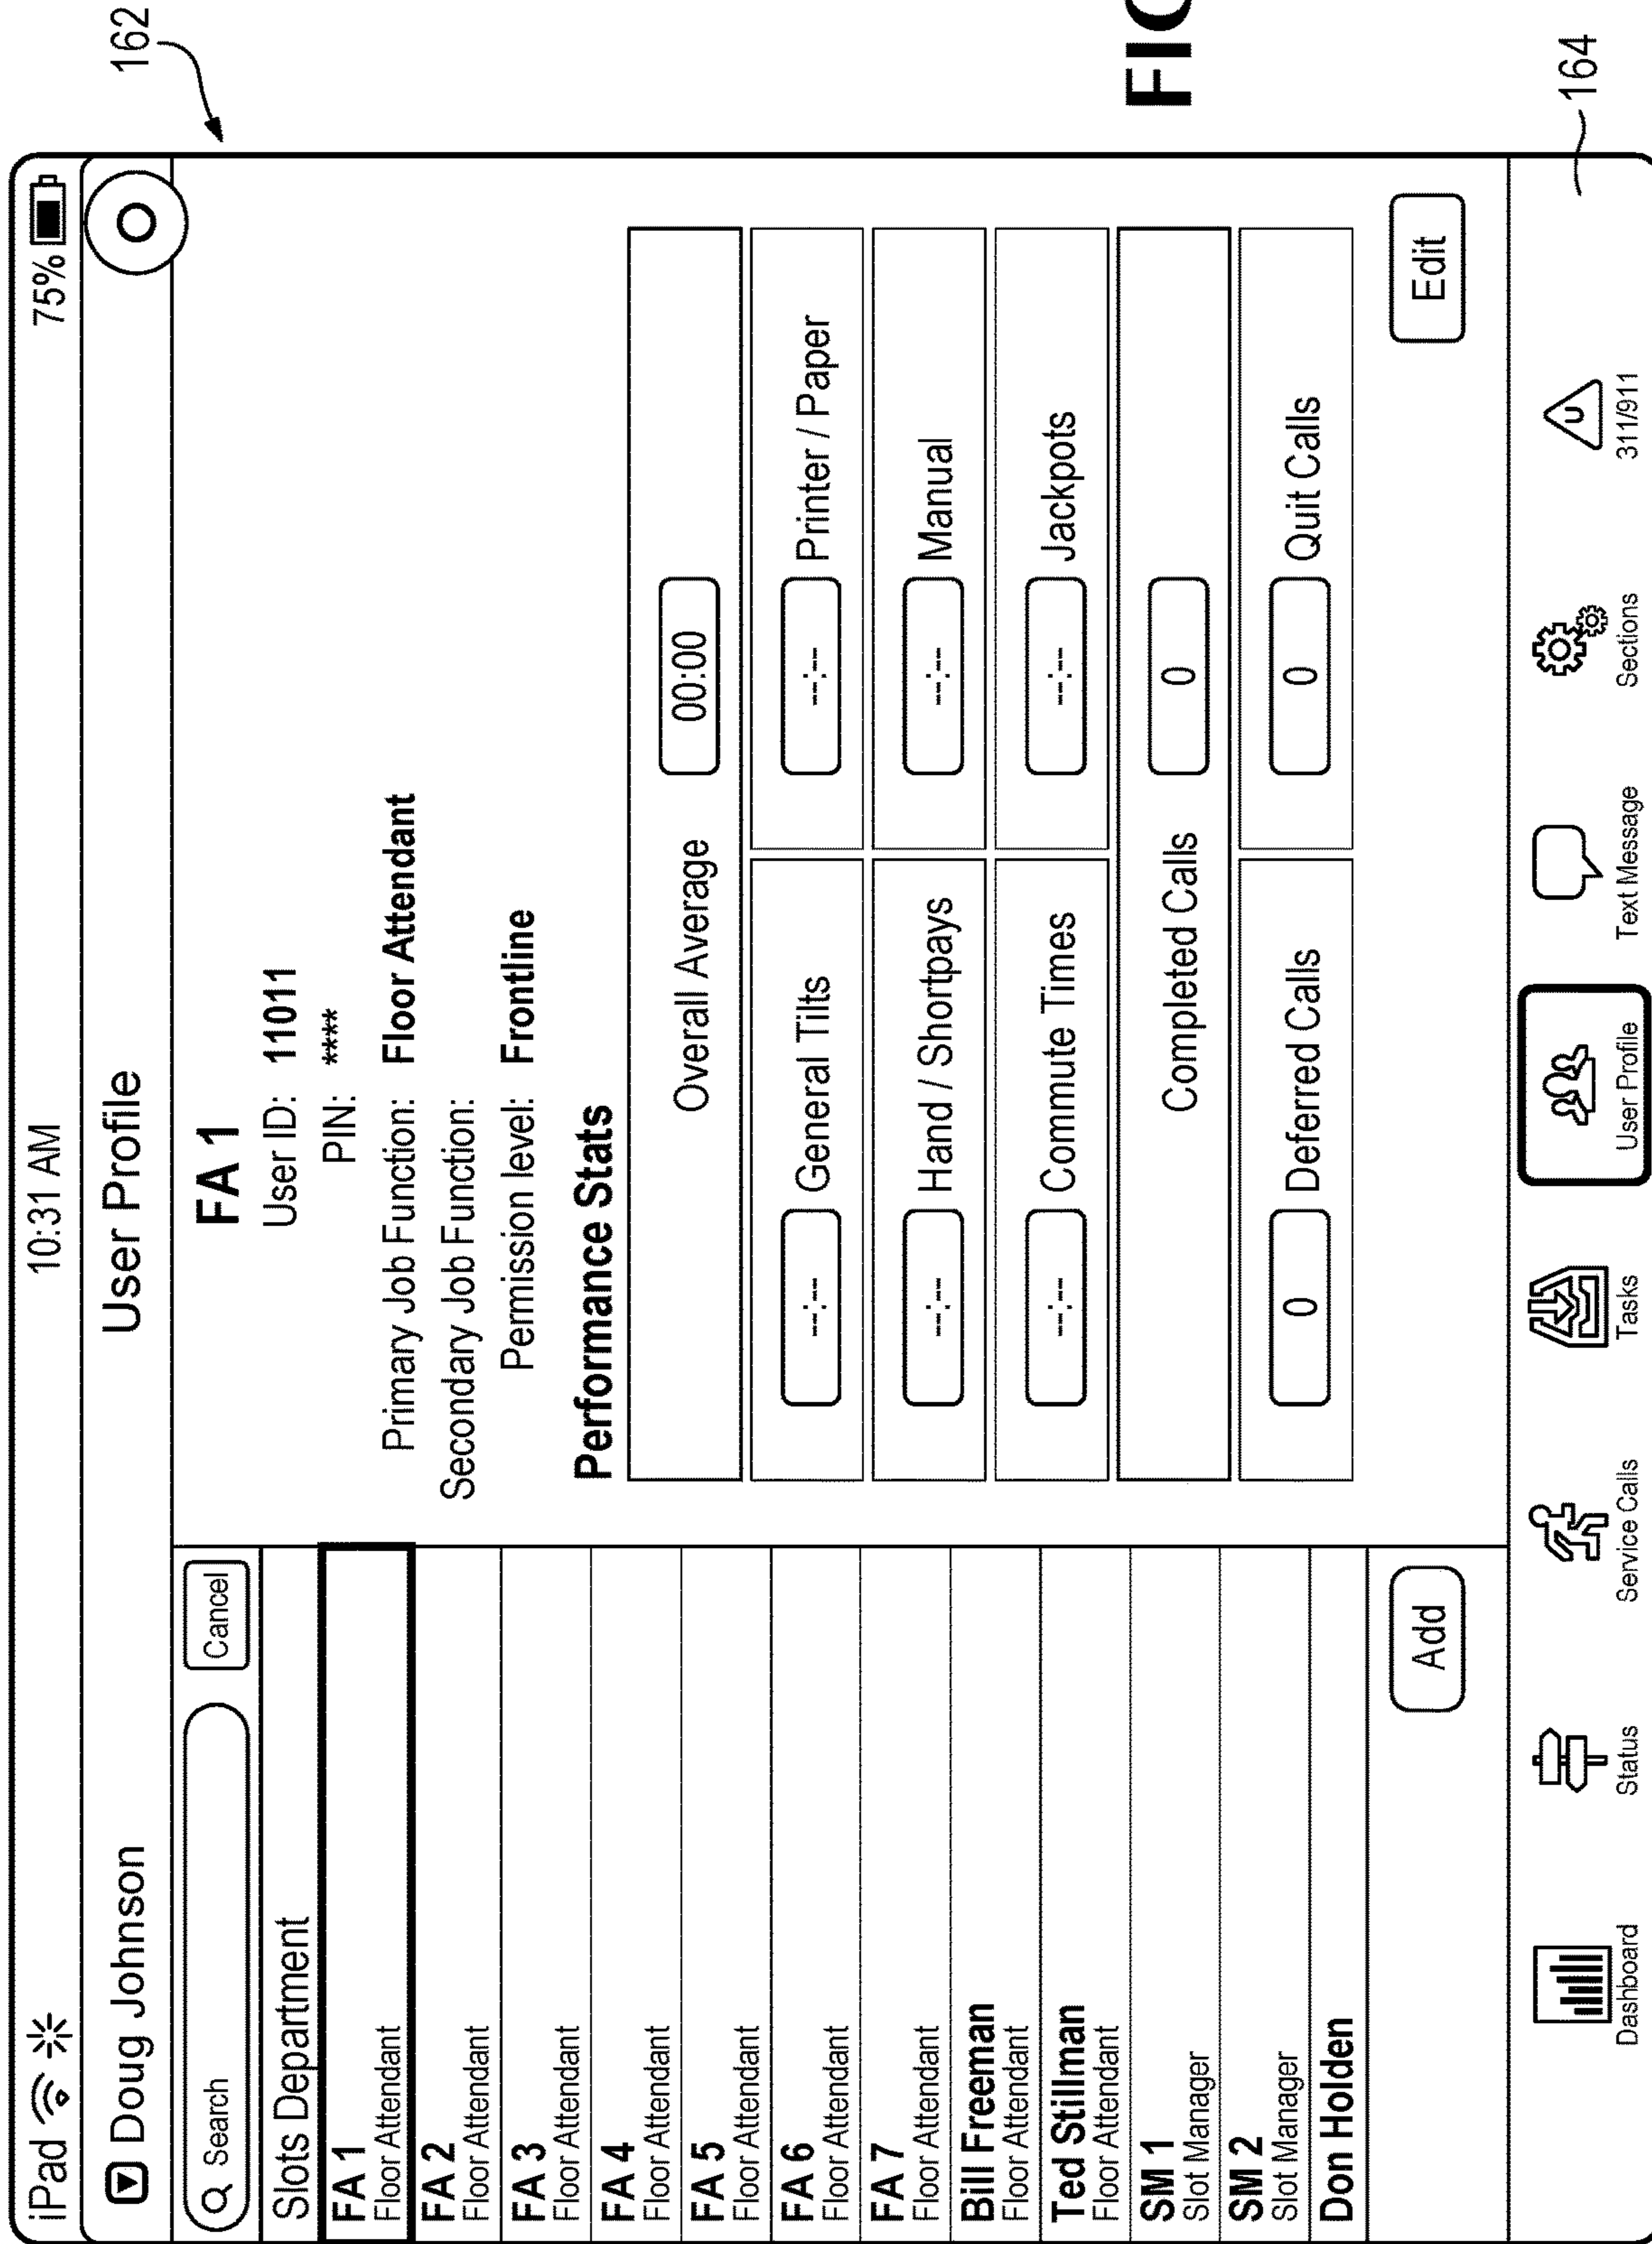 iPad 10:31 AM 75%
Doug Johnson User Profile
Search Cancel
Slots Department
FA 1
Floor Attendant
FA 2
Floor Attendant
FA 3
Floor Attendant
FA 4
Floor Attendant
FA 5
Floor Attendant
FA 6
Floor Attendant
FA 7
Floor Attendant
Bill Freeman
Floor Attendant
Ted Stillman
Floor Attendant
SM 1
Slot Manager
SM 2
Slot Manager
Don Holden
Add
FA 1
User ID: 11011
PIN: ****
Primary Job Function: Floor Attendant
Secondary Job Function:
Permission level: Frontline
Performance Stats
Overall Average 00:00
--:-- General Tilts --:-- Printer / Paper
--:-- Hand / Shortpays --:-- Manual
--:-- Commute Times --:-- Jackpots
Completed Calls 0
0 Deferred Calls 0 Quit Calls
Edit
Dashboard Status Service Calls Tasks User Profile Text Message Sections 311/911
162
164